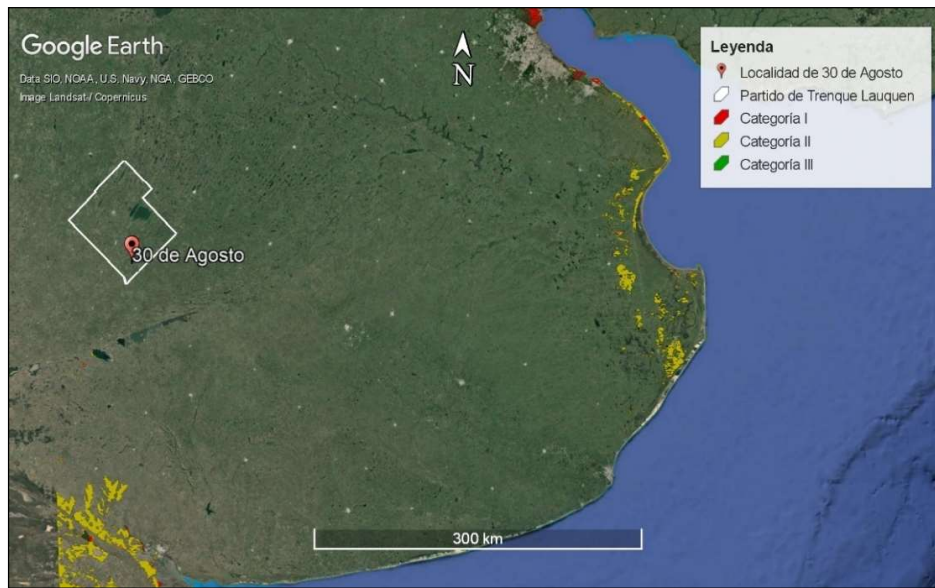 Google Earth
Data SIO, NOAA, U.S. Navy, NGA, GEBCO
Image Landsat / Copernicus
N
Leyenda
Localidad de 30 de Agosto
Partido de Trenque Lauquen
Categoría I
Categoría II
Categoría III
30 de Agosto
300 km